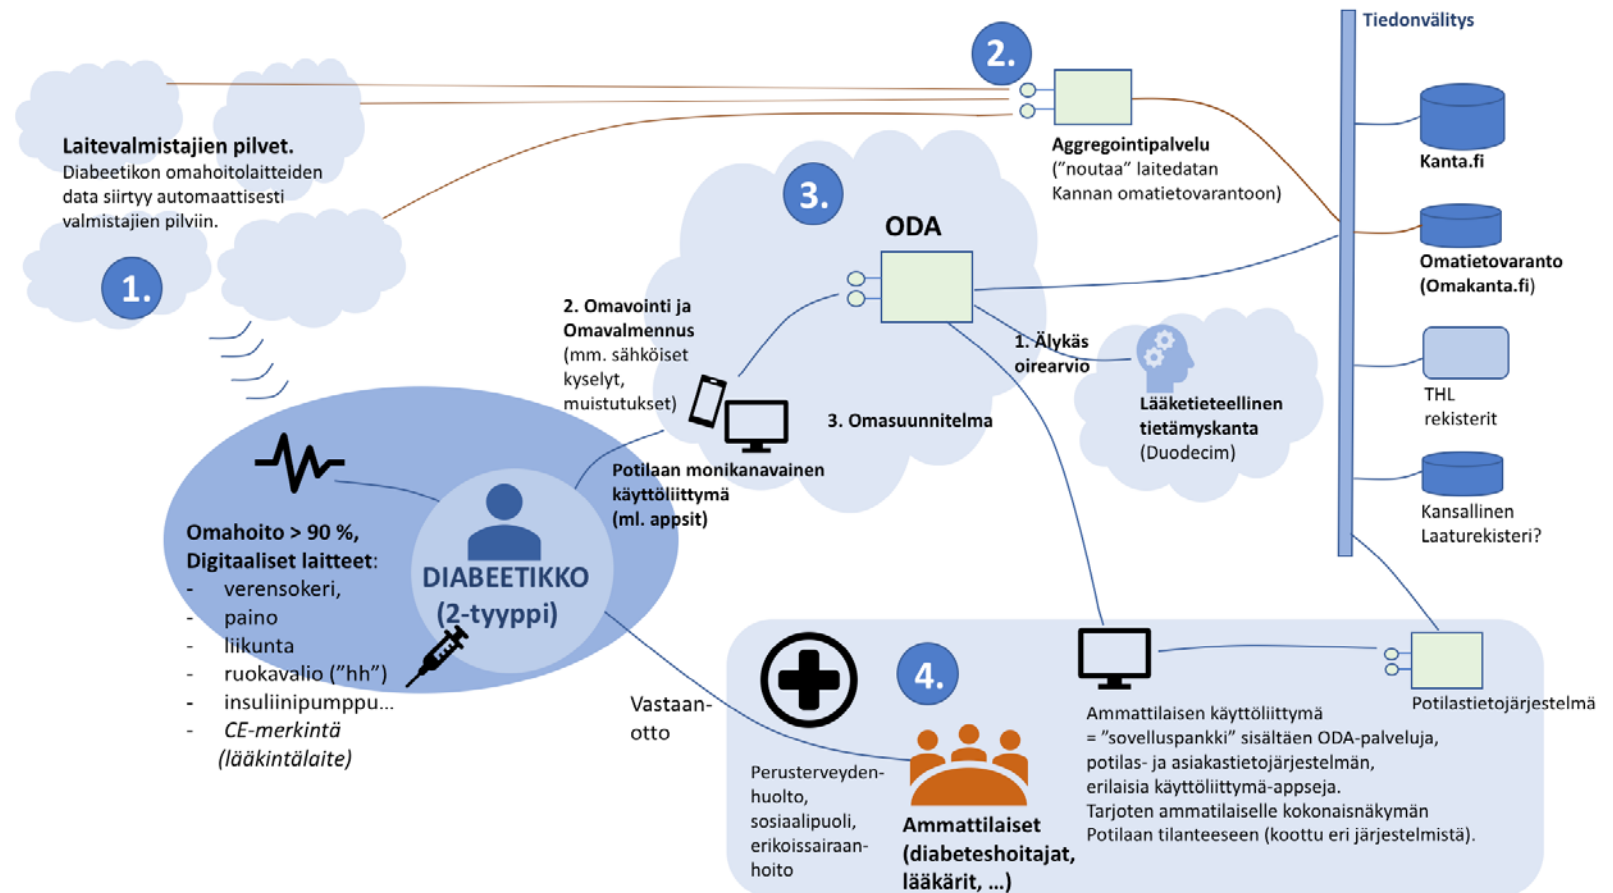 Tiedonvälitys
2.
Laitevalmistajien pilvet.
Diabeetikon omahoitolaitteiden
data siirtyy automaattisesti
valmistajien pilviin.
1.
Aggregointipalvelu
(”noutaa” laitedatan
Kannan omatietovarantoon)
Kanta.fi
3.
ODA
Omatietovaranto
(Omakanta.fi)
2. Omavointi ja
Omavalmennus
(mm. sähköiset
kyselyt,
muistutukset)
1. Älykäs
oirearvio
3. Omasuunnitelma
Lääketieteellinen
tietämyskanta
(Duodecim)
THL
rekisterit
Potilaan monikanavainen
käyttöliittymä
(ml. appsit)
Kansallinen
Laaturekisteri?
Omahoito > 90 %,
Digitaaliset laitteet:
- verensokeri,
- paino
- liikunta
- ruokavalio (”hh”)
- insuliinipumppu...
- CE-merkintä
(lääkintälaite)
DIABEETIKKO
(2-tyyppi)
Vastaan-
otto
4.
Perusterveyden-
huolto,
sosiaalipuoli,
erikoissairaan-
hoito
Ammattilaiset
(diabeteshoitajat,
lääkärit, ...)
Potilastietojärjestelmä
Ammattilaisen käyttöliittymä
= ”sovelluspankki” sisältäen ODA-palveluja,
potilas- ja asiakastietojärjestelmän,
erilaisia käyttöliittymä-appseja.
Tarjoten ammatilaiselle kokonaisnäkymän
Potilaan tilanteeseen (koottu eri järjestelmistä).